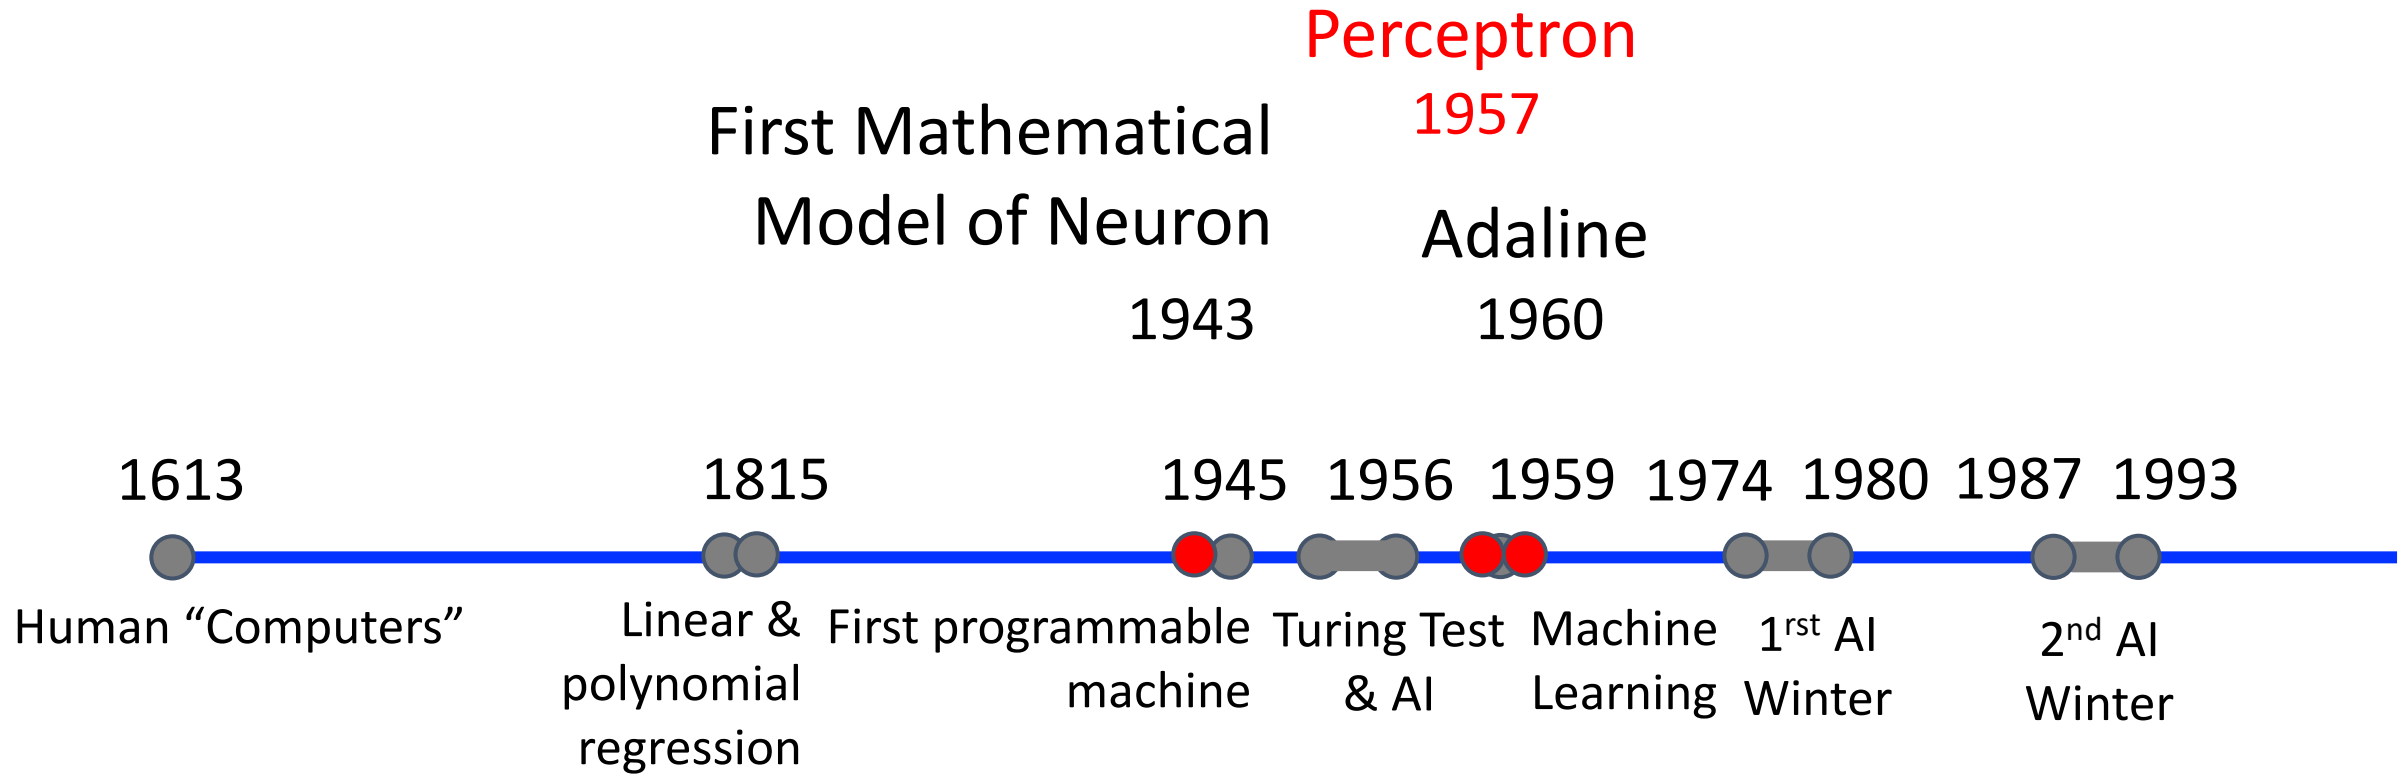 Perceptron
1957
First Mathematical
Model of Neuron
1943
Adaline
1960
1613
1815
1945
1956
1959
1974
1980
1987
1993
Human “Computers”
Linear &
polynomial
regression
First programmable
machine
Turing Test
& AI
Machine
Learning
1rst AI
Winter
2nd AI
Winter